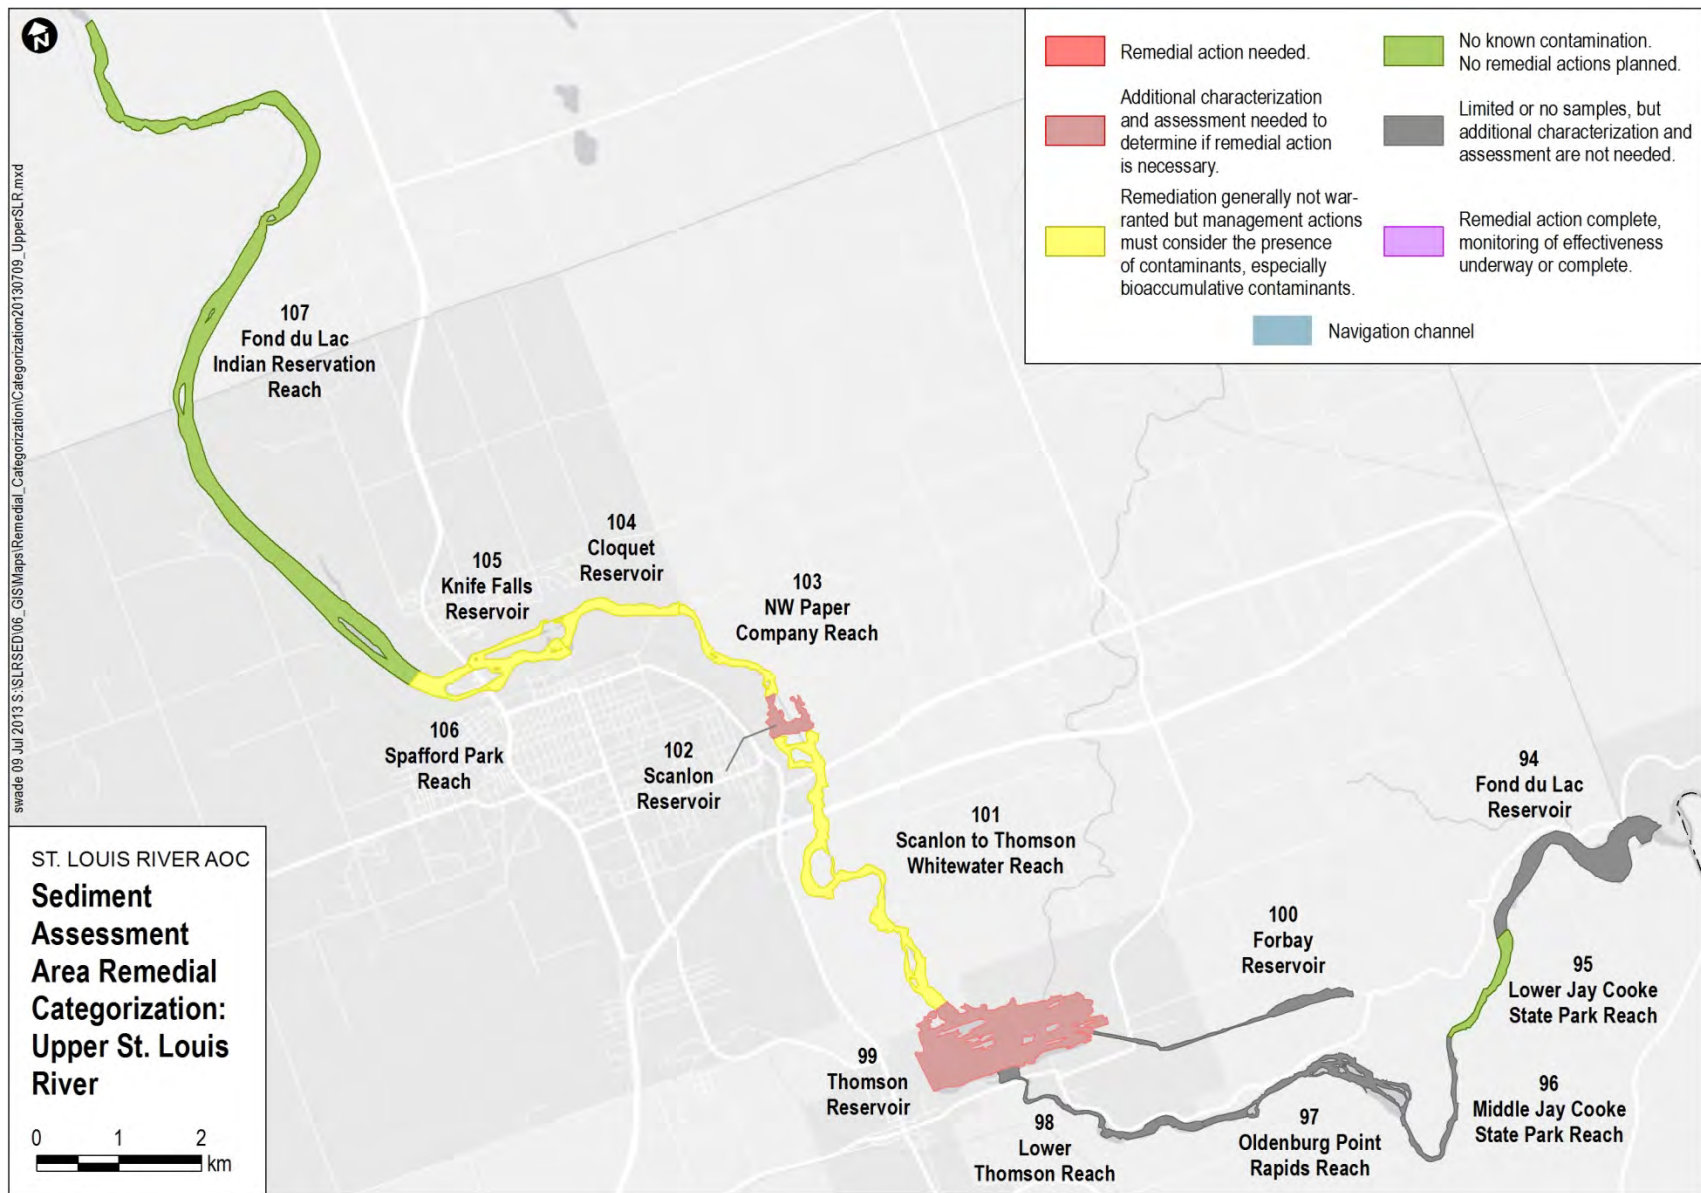 N
Remedial action needed.
Additional characterization
and assessment needed to
determine if remedial action
is necessary.
Remediation generally not war-
ranted but management actions
must consider the presence
of contaminants, especially
bioaccumulative contaminants.
No known contamination.
No remedial actions planned.
Limited or no samples, but
additional characterization and
assessment are not needed.
Remedial action complete,
monitoring of effectiveness
underway or complete.
Navigation channel
swade 09 Jul 2013 S:\SLRSED\06_GIS\Maps\Remedial_Categorization\Categorization20130709_UpperSLR.mxd
107
Fond du Lac
Indian Reservation
Reach
105
Knife Falls
Reservoir
104
Cloquet
Reservoir
103
NW Paper
Company Reach
106
Spafford Park
Reach
102
Scanlon
Reservoir
101
Scanlon to Thomson
Whitewater Reach
94
Fond du Lac
Reservoir
100
Forbay
Reservoir
95
Lower Jay Cooke
State Park Reach
99
Thomson
Reservoir
98
Lower
Thomson Reach
97
Oldenburg Point
Rapids Reach
96
Middle Jay Cooke
State Park Reach
ST. LOUIS RIVER AOC
Sediment
Assessment
Area Remedial
Categorization:
Upper St. Louis
River
0 1 2
km